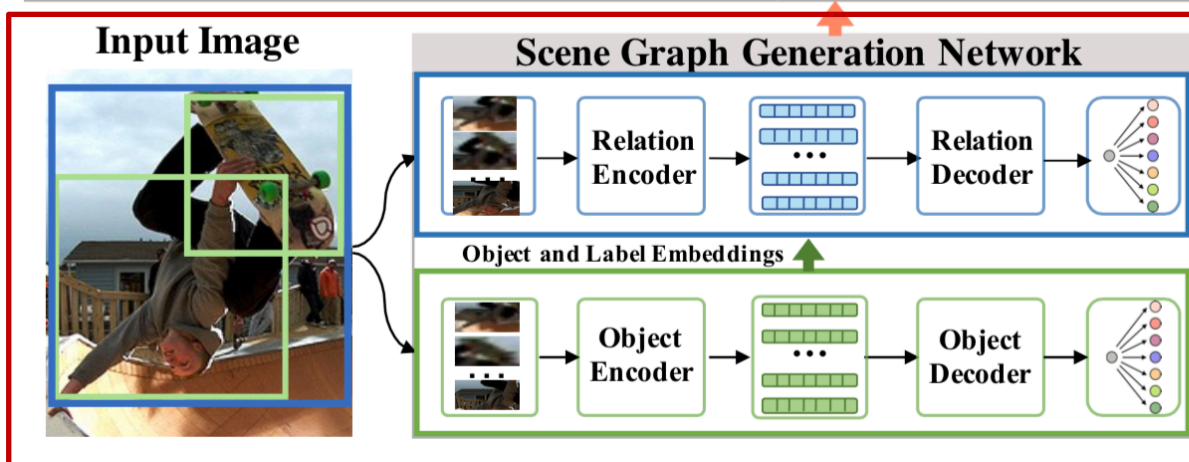 Input Image
Scene Graph Generation Network
Relation
Encoder
Relation
Decoder
Object and Label Embeddings
Object
Encoder
Object
Decoder